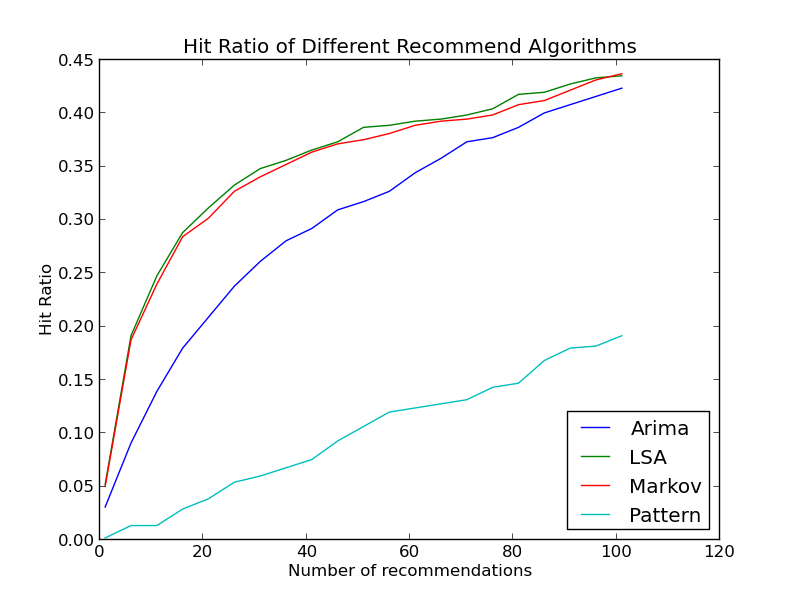 Hit Ratio of Different Recommend Algorithms
0.45
0.40
0.35
0.30
0.25
0.20
0.15
0.10
0.05
0.00
Hit Ratio
Arima
LSA
Markov
Pattern
0 20 40 60 80 100 120
Number of recommendations